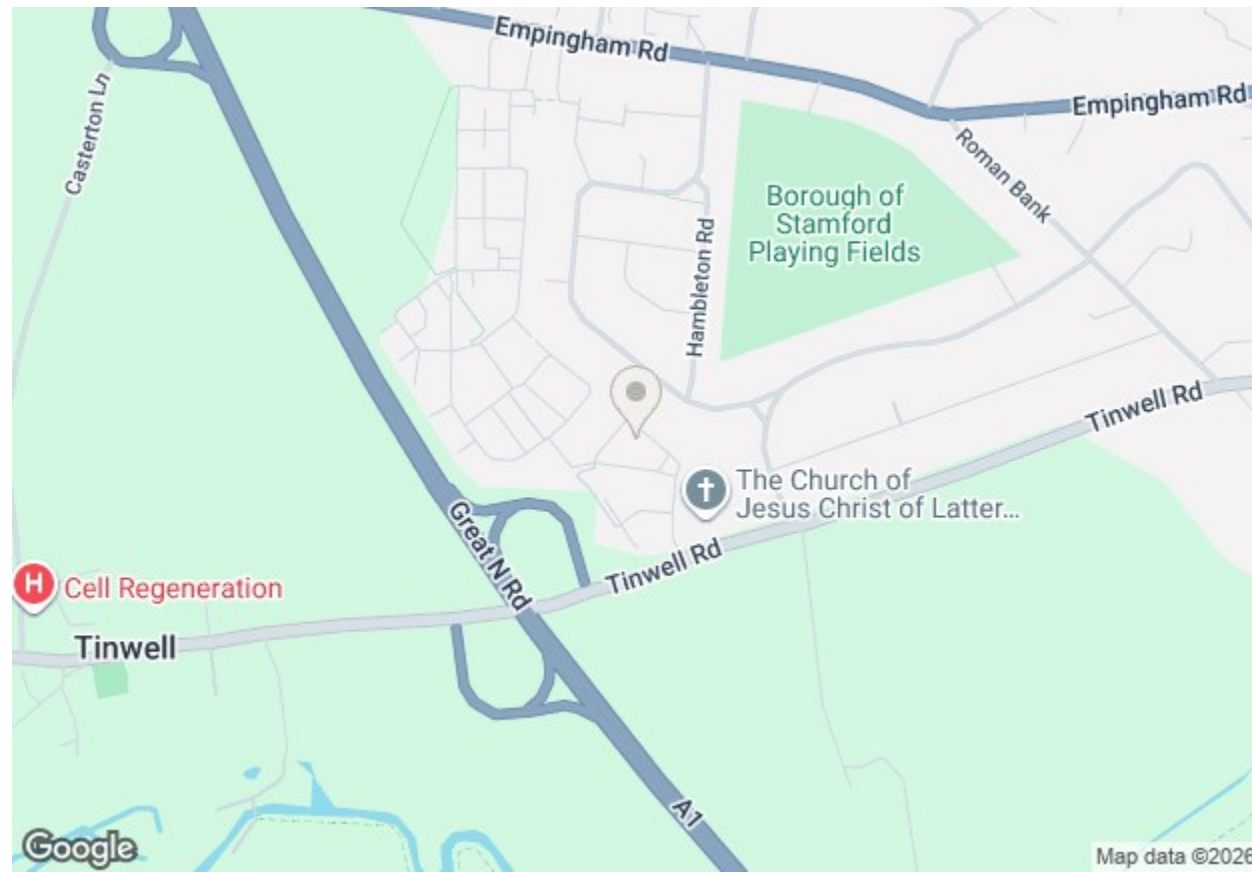 Empingham Rd
Empingham Rd
Casterton Ln
Roman Bank
Borough of
Stamford
Playing Fields
Hambleton Rd
Tinwell Rd
The Church of
Jesus Christ of Latter...
Great N Rd
Tinwell Rd
H
Cell Regeneration
Tinwell
A1
Google
Map data ©2026